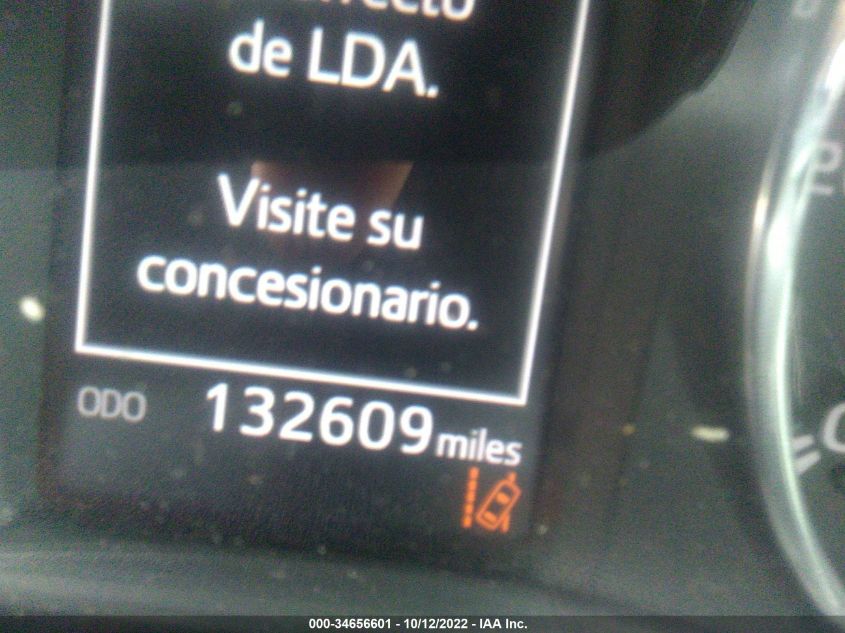 de LDA.
Visite su
concesionario.
ODO 132609 miles
000-34656601 - 10/12/2022 - IAA Inc.